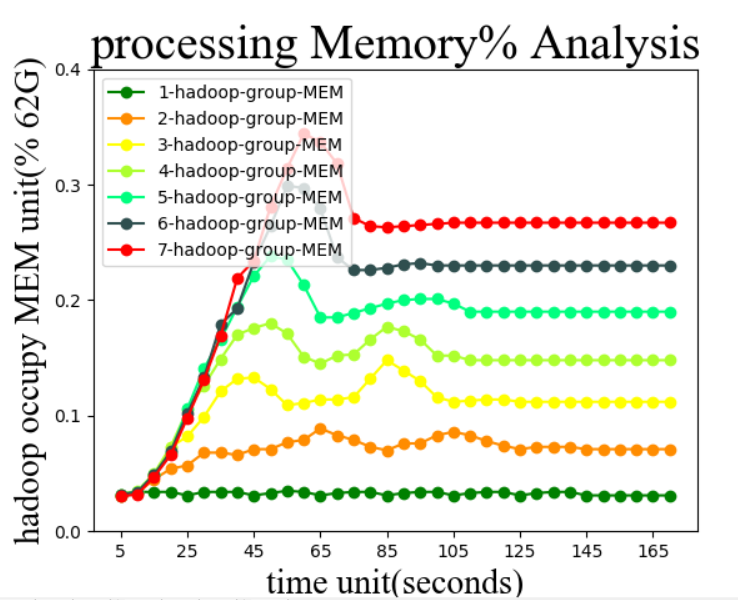 processing Memory% Analysis
hadoop occupy MEM unit(% 62G)
0.4
0.3
0.2
0.1
0.0
1-hadoop-group-MEM
2-hadoop-group-MEM
3-hadoop-group-MEM
4-hadoop-group-MEM
5-hadoop-group-MEM
6-hadoop-group-MEM
7-hadoop-group-MEM
5 25 45 65 85 105 125 145 165
time unit(seconds)